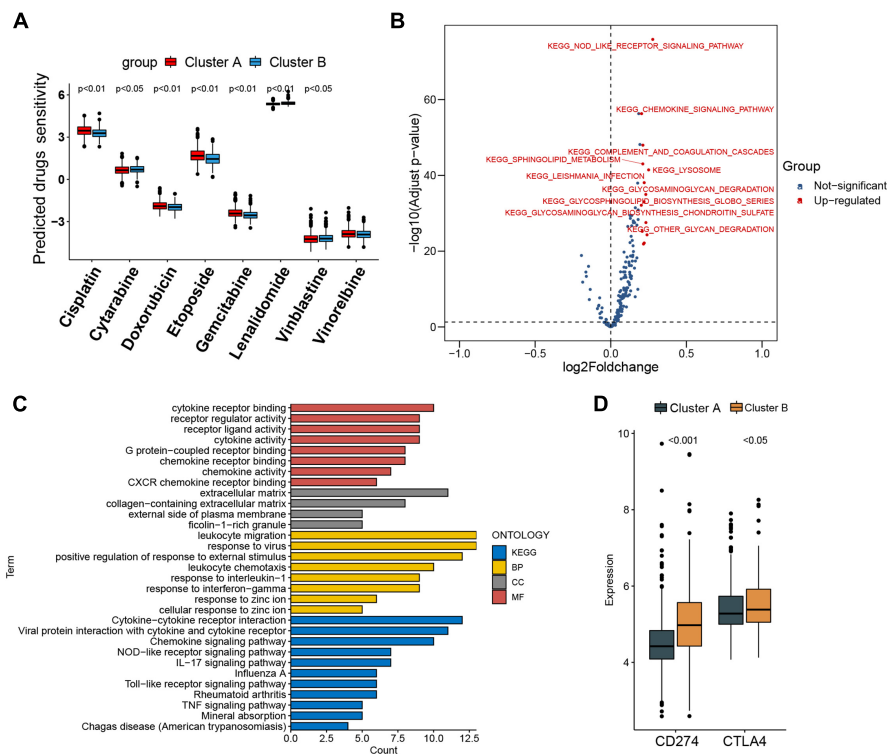 A
group Cluster A Cluster B
p<0.01 p<0.05 p<0.01 p<0.01 p<0.01 p<0.01 p<0.05
6
3
0
−3
Predicted drugs sensitivity
Cisplatin
Cytarabine
Doxorubicin
Etoposide
Gemcitabine
Lenalidomide
Vinblastine
Vinorelbine
B
KEGG_NOD_LIKE_RECEPTOR_SIGNALING_PATHWAY
KEGG_CHEMOKINE_SIGNALING_PATHWAY
KEGG_COMPLEMENT_AND_COAGULATION_CASCADES
KEGG_SPHINGOLIPID_METABOLISM
KEGG_LYSOSOME
KEGG_LEISHMANIA_INFECTION
KEGG_GLYCOSAMINOGLYCAN_DEGRADATION
KEGG_GLYCOSPHINGOLIPID_BIOSYNTHESIS_GLOBO_SERIES
KEGG_GLYCOSAMINOGLYCAN_BIOSYNTHESIS_CHONDROITIN_SULFATE
KEGG_OTHER_GLYCAN_DEGRADATION
60
40
20
0
−log10(Adjust p−value)
−1.0 −0.5 0.0 0.5 1.0
log2Foldchange
Group
Not−significant
Up−regulated
C
cytokine receptor binding
receptor regulator activity
receptor ligand activity
cytokine activity
G protein−coupled receptor binding
chemokine receptor binding
chemokine activity
CXCR chemokine receptor binding
extracellular matrix
collagen−containing extracellular matrix
external side of plasma membrane
ficolin−1−rich granule
leukocyte migration
response to virus
positive regulation of response to external stimulus
leukocyte chemotaxis
response to interleukin−1
response to interferon−gamma
response to zinc ion
cellular response to zinc ion
Cytokine−cytokine receptor interaction
Viral protein interaction with cytokine and cytokine receptor
Chemokine signaling pathway
NOD−like receptor signaling pathway
IL−17 signaling pathway
Influenza A
Toll−like receptor signaling pathway
Rheumatoid arthritis
TNF signaling pathway
Mineral absorption
Chagas disease (American trypanosomiasis)
Term
0.0 2.5 5.0 7.5 10.0 12.5
Count
ONTOLOGY
KEGG
BP
CC
MF
D
Cluster A Cluster B
<0.001 <0.05
10
8
6
4
Expression
CD274 CTLA4